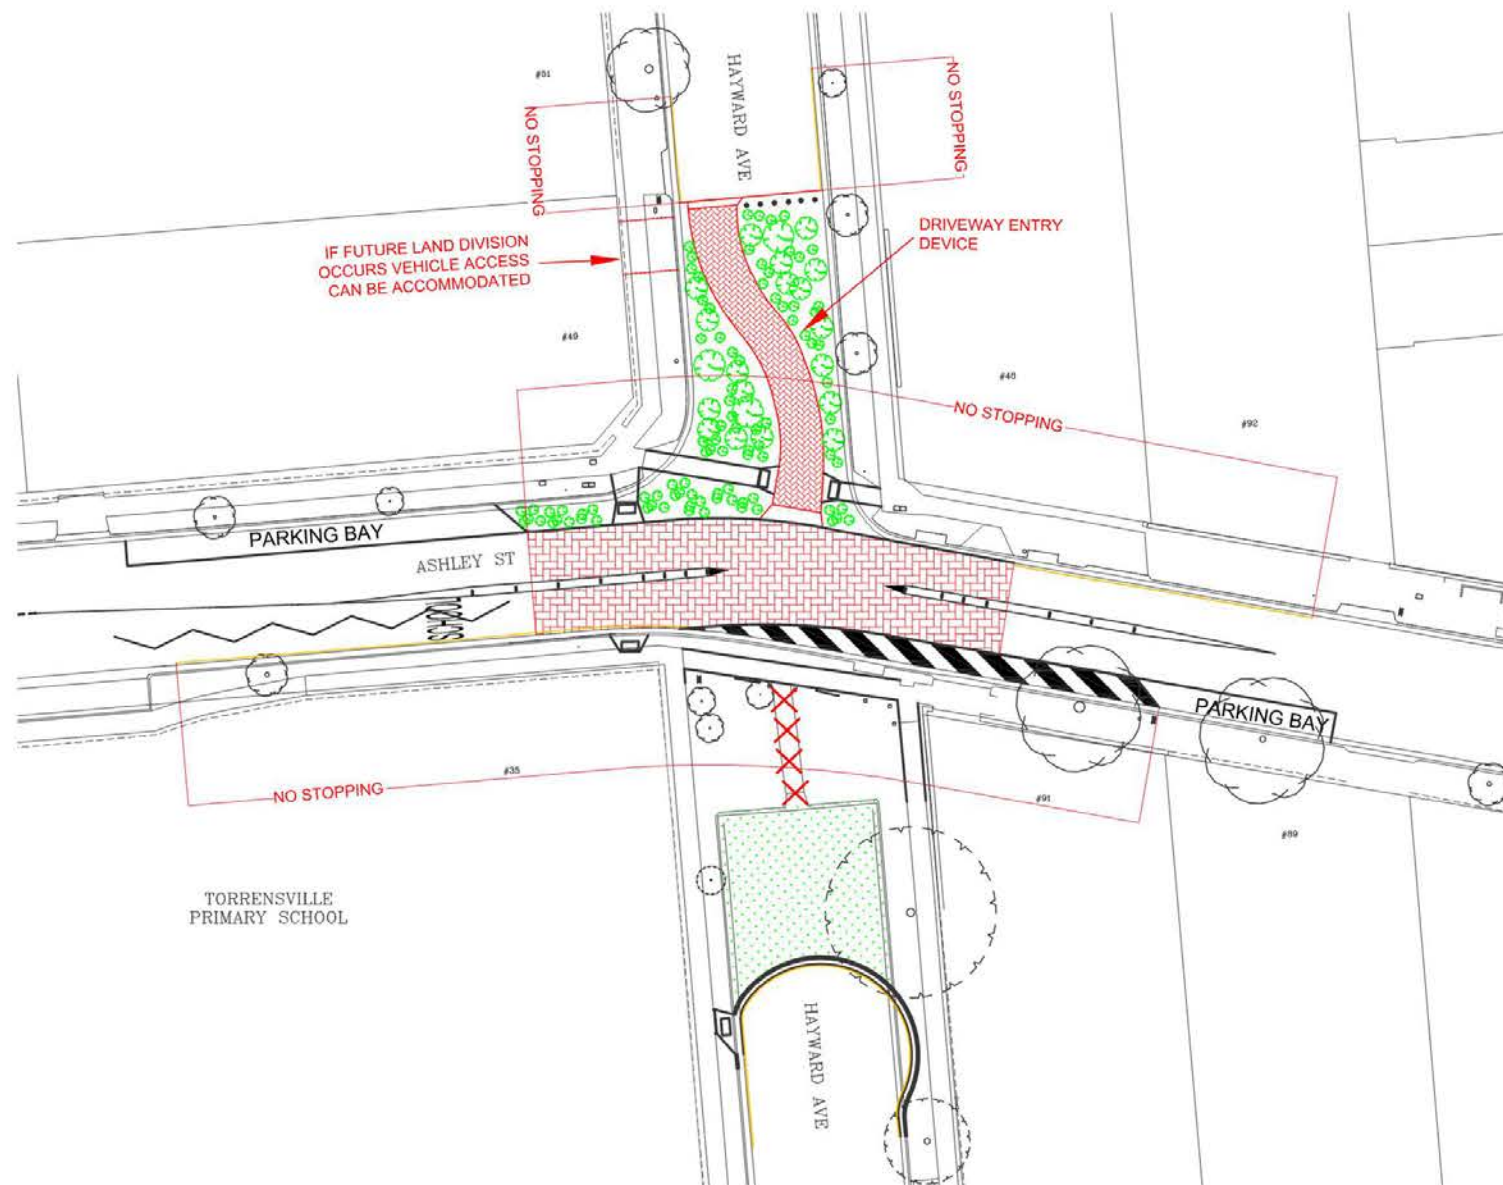 #51
HAYWARD AVE
NO STOPPING
NO STOPPING
IF FUTURE LAND DIVISION
OCCURS VEHICLE ACCESS
CAN BE ACCOMMODATED
DRIVEWAY ENTRY
DEVICE
#49
#46
NO STOPPING
#92
PARKING BAY
ASHLEY ST
PARKING BAY
NO STOPPING
#35
#91
#89
TORRENSVILLE
PRIMARY SCHOOL
HAYWARD AVE